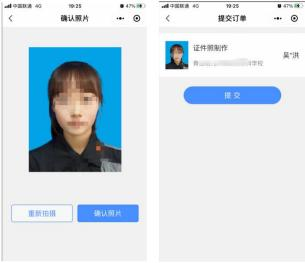 中国联通 4G
19:25
47%
确认照片
重新拍摄
确认照片
中国联通 4G
19:25
47%
提交订单
证件照制作
学校
吴*洪
提 交